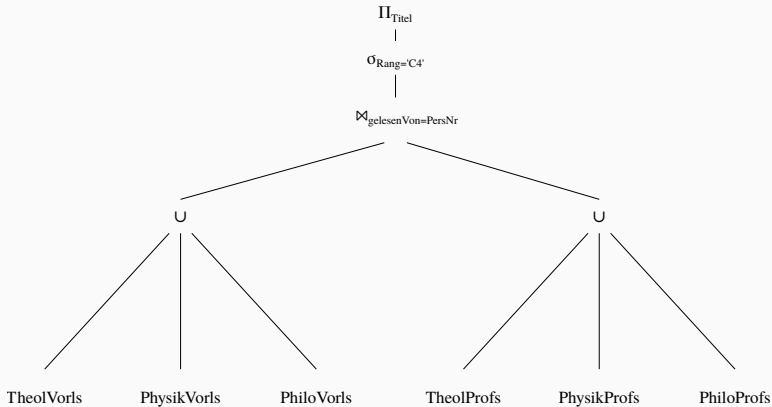 Π_Titel
σ_Rang='C4'
⋈_gelesenVon=PersNr
∪ ∪
TheolVorls PhysikVorls PhiloVorls TheolProfs PhysikProfs PhiloProfs